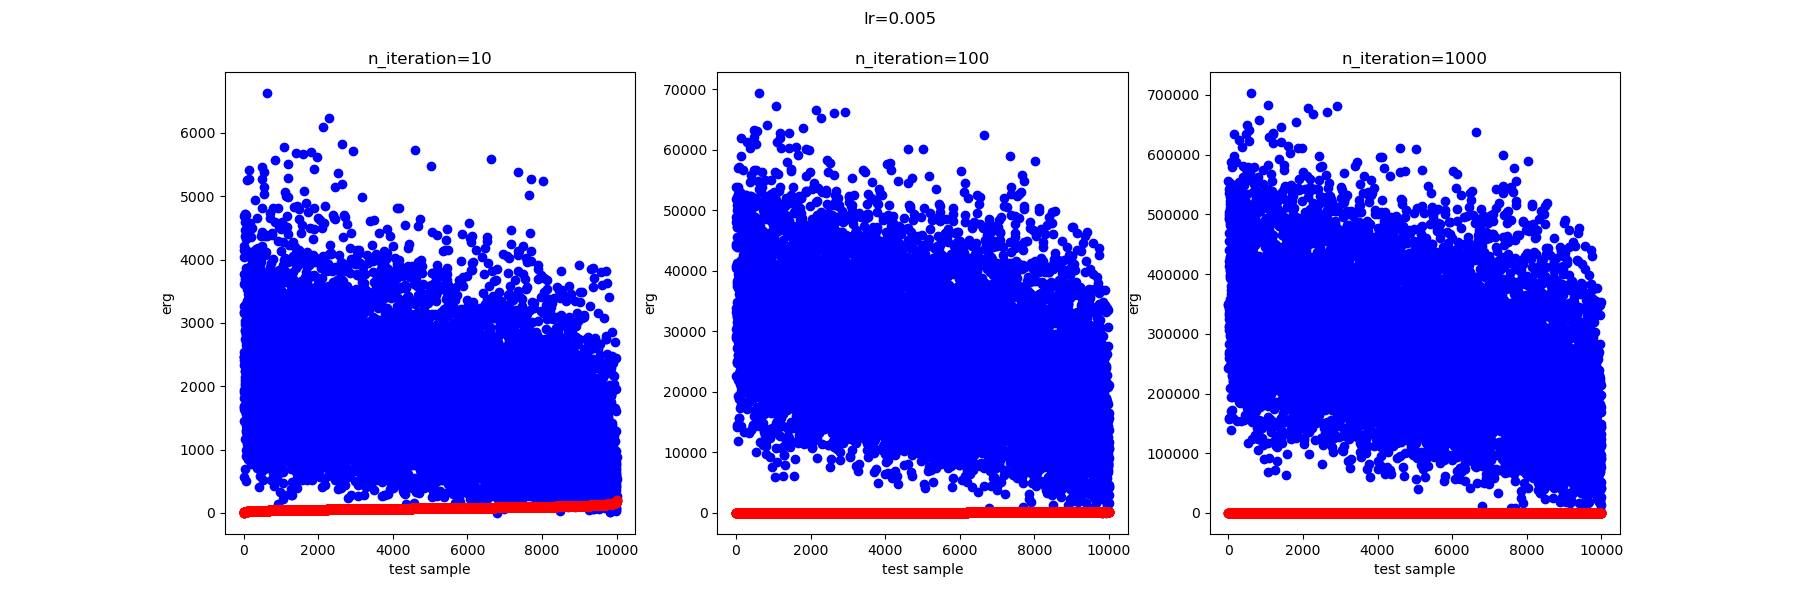 lr=0.005
n_iteration=10
6000
5000
4000
3000
2000
1000
0
erg
0 2000 4000 6000 8000 10000
test sample
n_iteration=100
70000
60000
50000
40000
30000
20000
10000
0
erg
0 2000 4000 6000 8000 10000
test sample
n_iteration=1000
700000
600000
500000
400000
300000
200000
100000
0
erg
0 2000 4000 6000 8000 10000
test sample